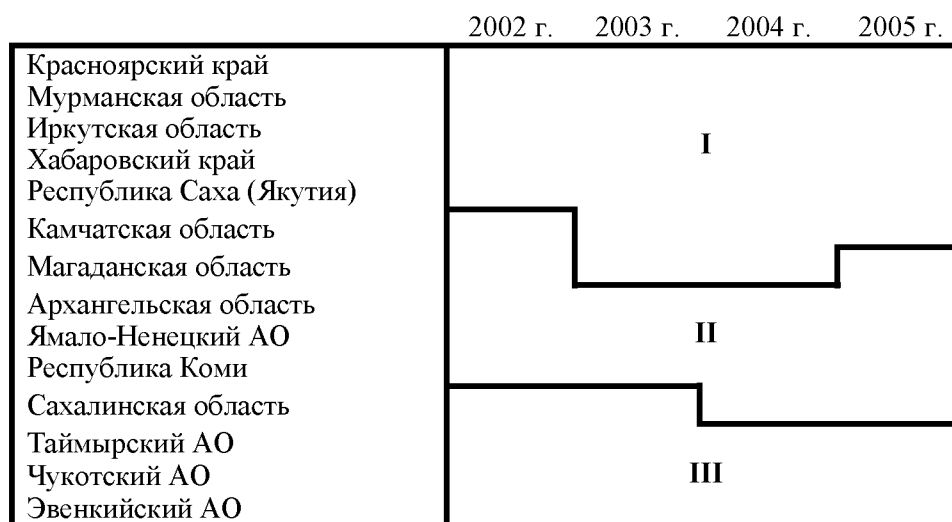 2002 г. 2003 г. 2004 г. 2005 г.
Красноярский край
Мурманская область
Иркутская область
Хабаровский край
I
Республика Саха (Якутия)
Камчатская область
Магаданская область
Архангельская область
Ямало-Ненецкий АО
II
Республика Коми
Сахалинская область
Таймырский АО
Чукотский АО
III
Эвенкийский АО